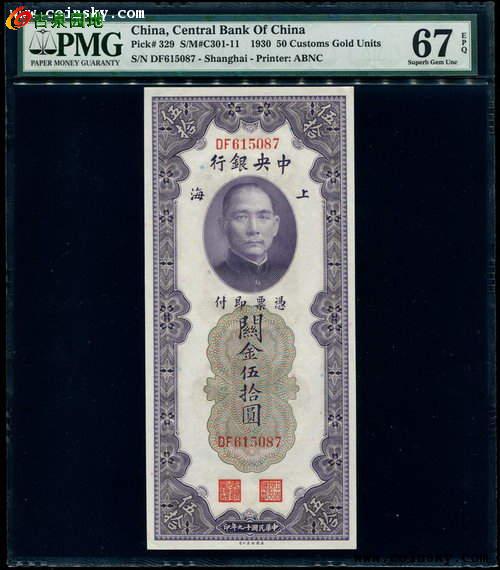 www.coinsky.com
古泉园地
PMG
PAPER MONEY GUARANTY
China, Central Bank Of China
Pick# 329 S/M#C301-11 1930 50 Customs Gold Units
S/N DF615087 - Shanghai - Printer: ABNC
67 EPQ
Superb Gem Unc
伍拾
伍拾
DF615087
行銀央中
海 上
付即票憑
關金伍拾圓
DF615087
伍拾
伍拾
印年九十國民華中
www.coinsky.com